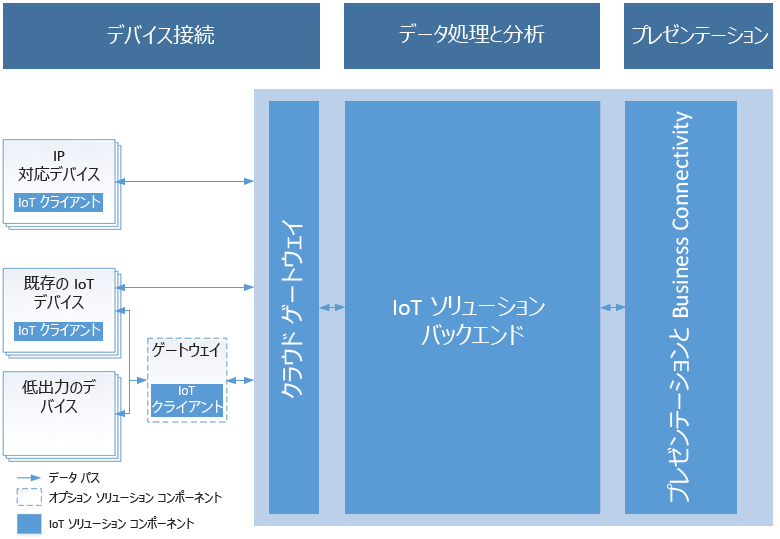 デバイス接続
データ処理と分析
プレゼンテーション
IP
対応デバイス
IoT クライアント
既存の IoT
デバイス
IoT クライアント
低出力のデ
バイス
ゲートウェイ
IoT
クライアント
クラウド ゲートウェイ
IoT ソリューション
バックエンド
プレゼンテーションと Business Connectivity
データ パス
オプション ソリューション コンポーネント
IoT ソリューション コンポーネント